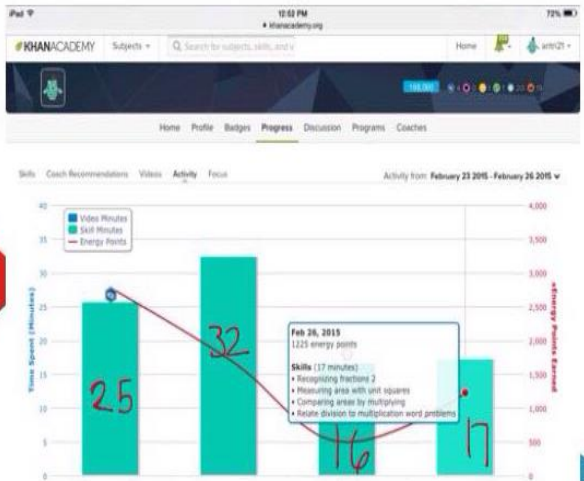 iPad
12:52 PM
72%
khanacademy.org
KHANACADEMY Subjects Search for subjects, skills, and v Home
Home Profile Badges Progress Discussion Programs Coaches
Skills Coach Recommendations Videos Activity Focus Activity from February 23 2015 - February 26 2015
Video Minutes
Skill Minutes
Energy Points
Time Spent (Minutes)
40
35
30
25
20
15
10
5
0
25
32
16
17
Feb 26, 2015
1225 energy points
Skills (17 minutes)
• Recognizing fractions 2
• Measuring area with unit squares
• Comparing areas by multiplying
• Relate division to multiplication word problems
4,000
3,500
3,000
2,500
2,000
1,500
1,000
500
0
Energy Points Earned